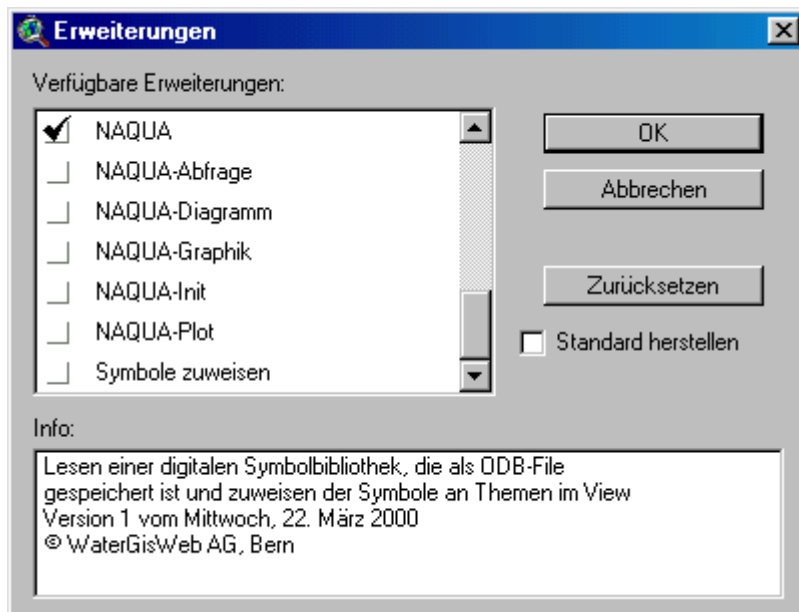 Erweiterungen
Verfügbare Erweiterungen:
NAQUA
NAQUA-Abfrage
NAQUA-Diagramm
NAQUA-Graphik
NAQUA-Init
NAQUA-Plot
Symbole zuweisen
OK
Abbrechen
Zurücksetzen
Standard herstellen
Info:
Lesen einer digitalen Symbolbibliothek, die als ODB-File
gespeichert ist und zuweisen der Symbole an Themen im View
Version 1 vom Mittwoch, 22. März 2000
© WaterGisWeb AG, Bern